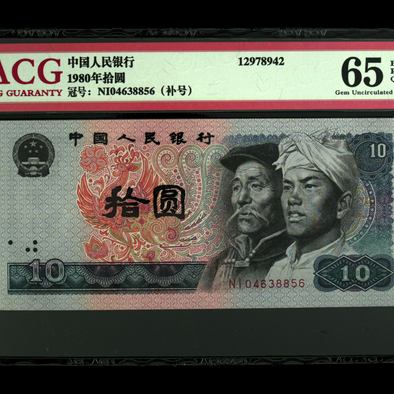 ACG
G GUARANTY
中国人民银行
1980年拾圆
冠号：NI04638856（补号）
12978942
65
Gem Uncirculated
中国人民银行
10
拾圆
10
10
NI04638856